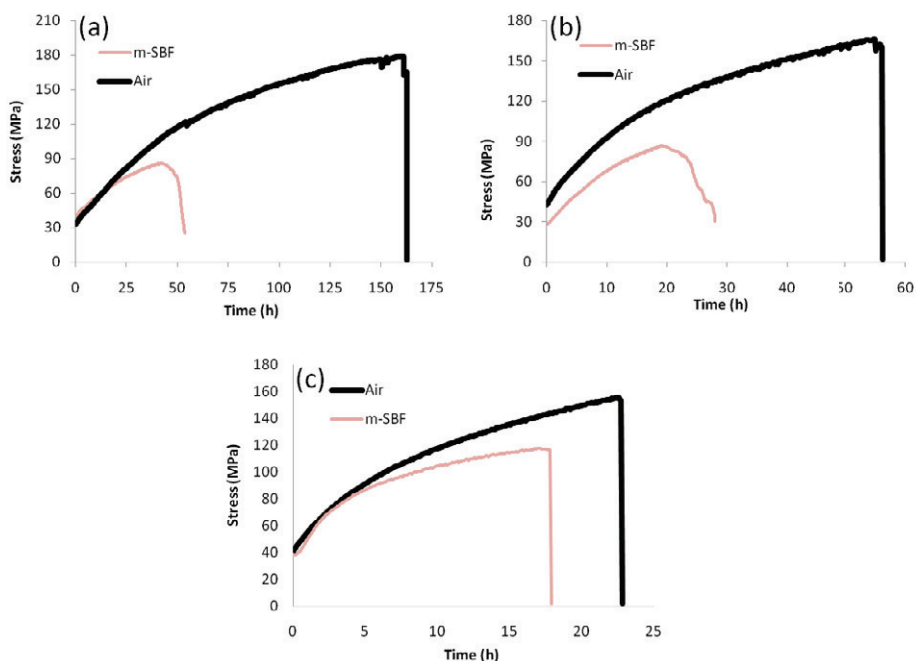 (a)
m-SBF
Air
Stress (MPa)
210
180
150
120
90
60
30
0
0 25 50 75 100 125 150 175
Time (h)
(b)
m-SBF
Air
Stress (MPa)
180
150
120
90
60
30
0
0 10 20 30 40 50 60
Time (h)
(c)
Air
m-SBF
Stress (MPa)
180
160
140
120
100
80
60
40
20
0
0 5 10 15 20 25
Time (h)